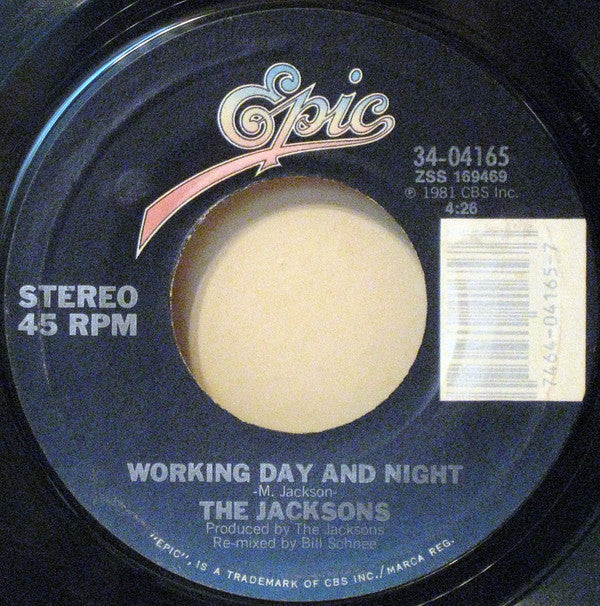 Epic
34-04165
ZSS 169469
℗ 1981 CBS Inc.
4:26
STEREO
45 RPM
7464-04165-7
WORKING DAY AND NIGHT
-M. Jackson-
THE JACKSONS
Produced by The Jacksons
Re-mixed by Bill Schnee
"EPIC", IS A TRADEMARK OF CBS INC./MARCA REG.